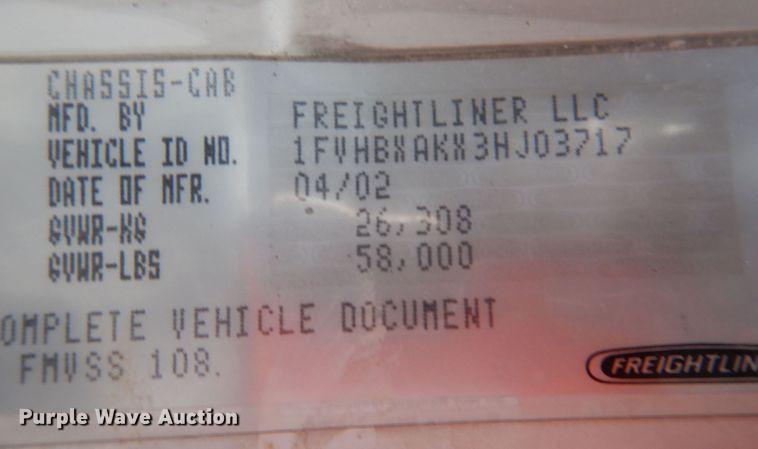 CHASSIS-CAB
MFD. BY FREIGHTLINER LLC
VEHICLE ID NO. 1FVHBXAKX3HJ03717
DATE OF MFR. 04/02
GVWR-KG 26,308
GVWR-LBS 58,000
OMPLETE VEHICLE DOCUMENT
FMVSS 108.
FREIGHTLIN
Purple Wave Auction